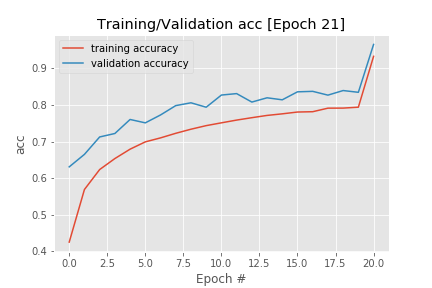 Training/Validation acc [Epoch 21]
training accuracy
validation accuracy
0.9
0.8
0.7
0.6
0.5
0.4
acc
0.0 2.5 5.0 7.5 10.0 12.5 15.0 17.5 20.0
Epoch #